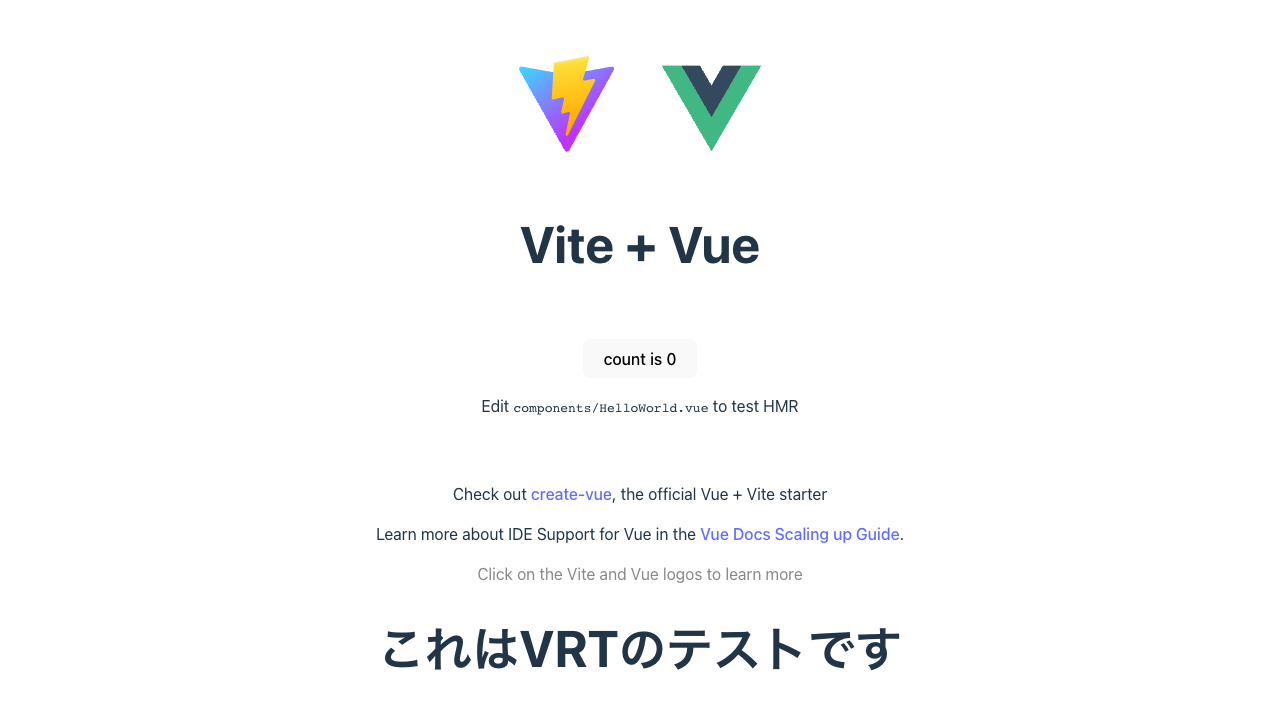 Vite + Vue
count is 0
Edit components/HelloWorld.vue to test HMR
Check out create-vue, the official Vue + Vite starter
Learn more about IDE Support for Vue in the Vue Docs Scaling up Guide.
Click on the Vite and Vue logos to learn more
これはVRTのテストです